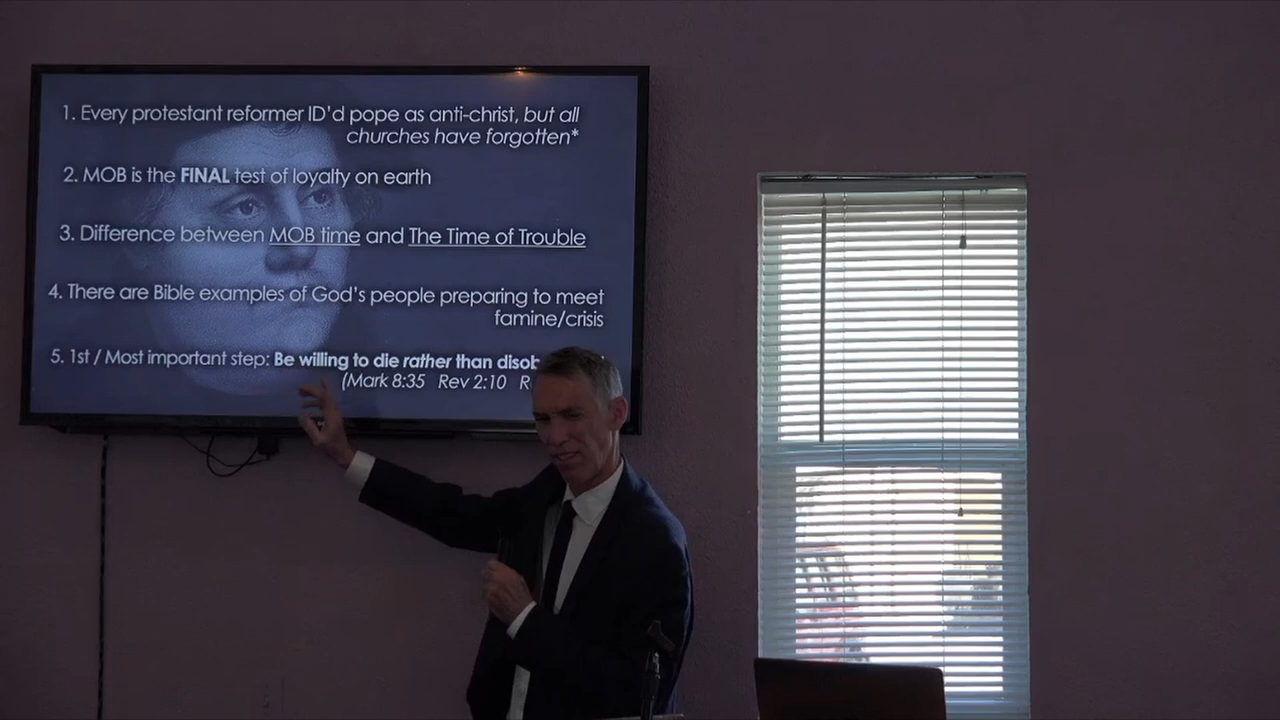 1. Every protestant reformer ID'd pope as anti-christ, but all
churches have forgotten*
2. MOB is the FINAL test of loyalty on earth
3. Difference between MOB time and The Time of Trouble
4. There are Bible examples of God's people preparing to meet
famine/crisis
5. 1st / Most important step: Be willing to die rather than
(Mark 8:35 Rev 2:10